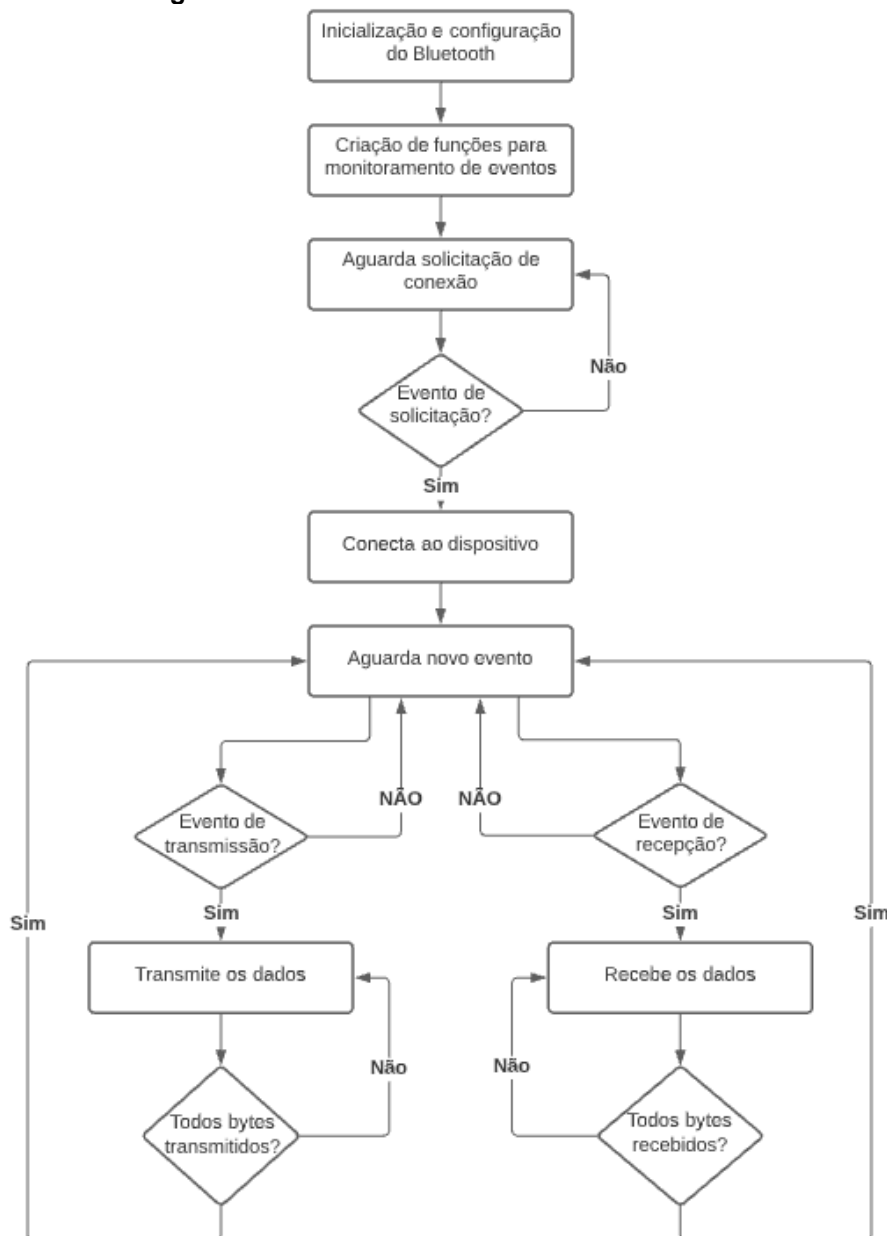 Inicialização e configuração
do Bluetooth
Criação de funções para
monitoramento de eventos
Aguarda solicitação de
conexão
Não
Evento de
solicitação?
Sim
Conecta ao dispositivo
Aguarda novo evento
NÃO
NÃO
Evento de
transmissão?
Evento de
recepção?
Sim
Sim
Sim
Sim
Transmite os dados
Recebe os dados
Não
Não
Todos bytes
transmitidos?
Todos bytes
recebidos?